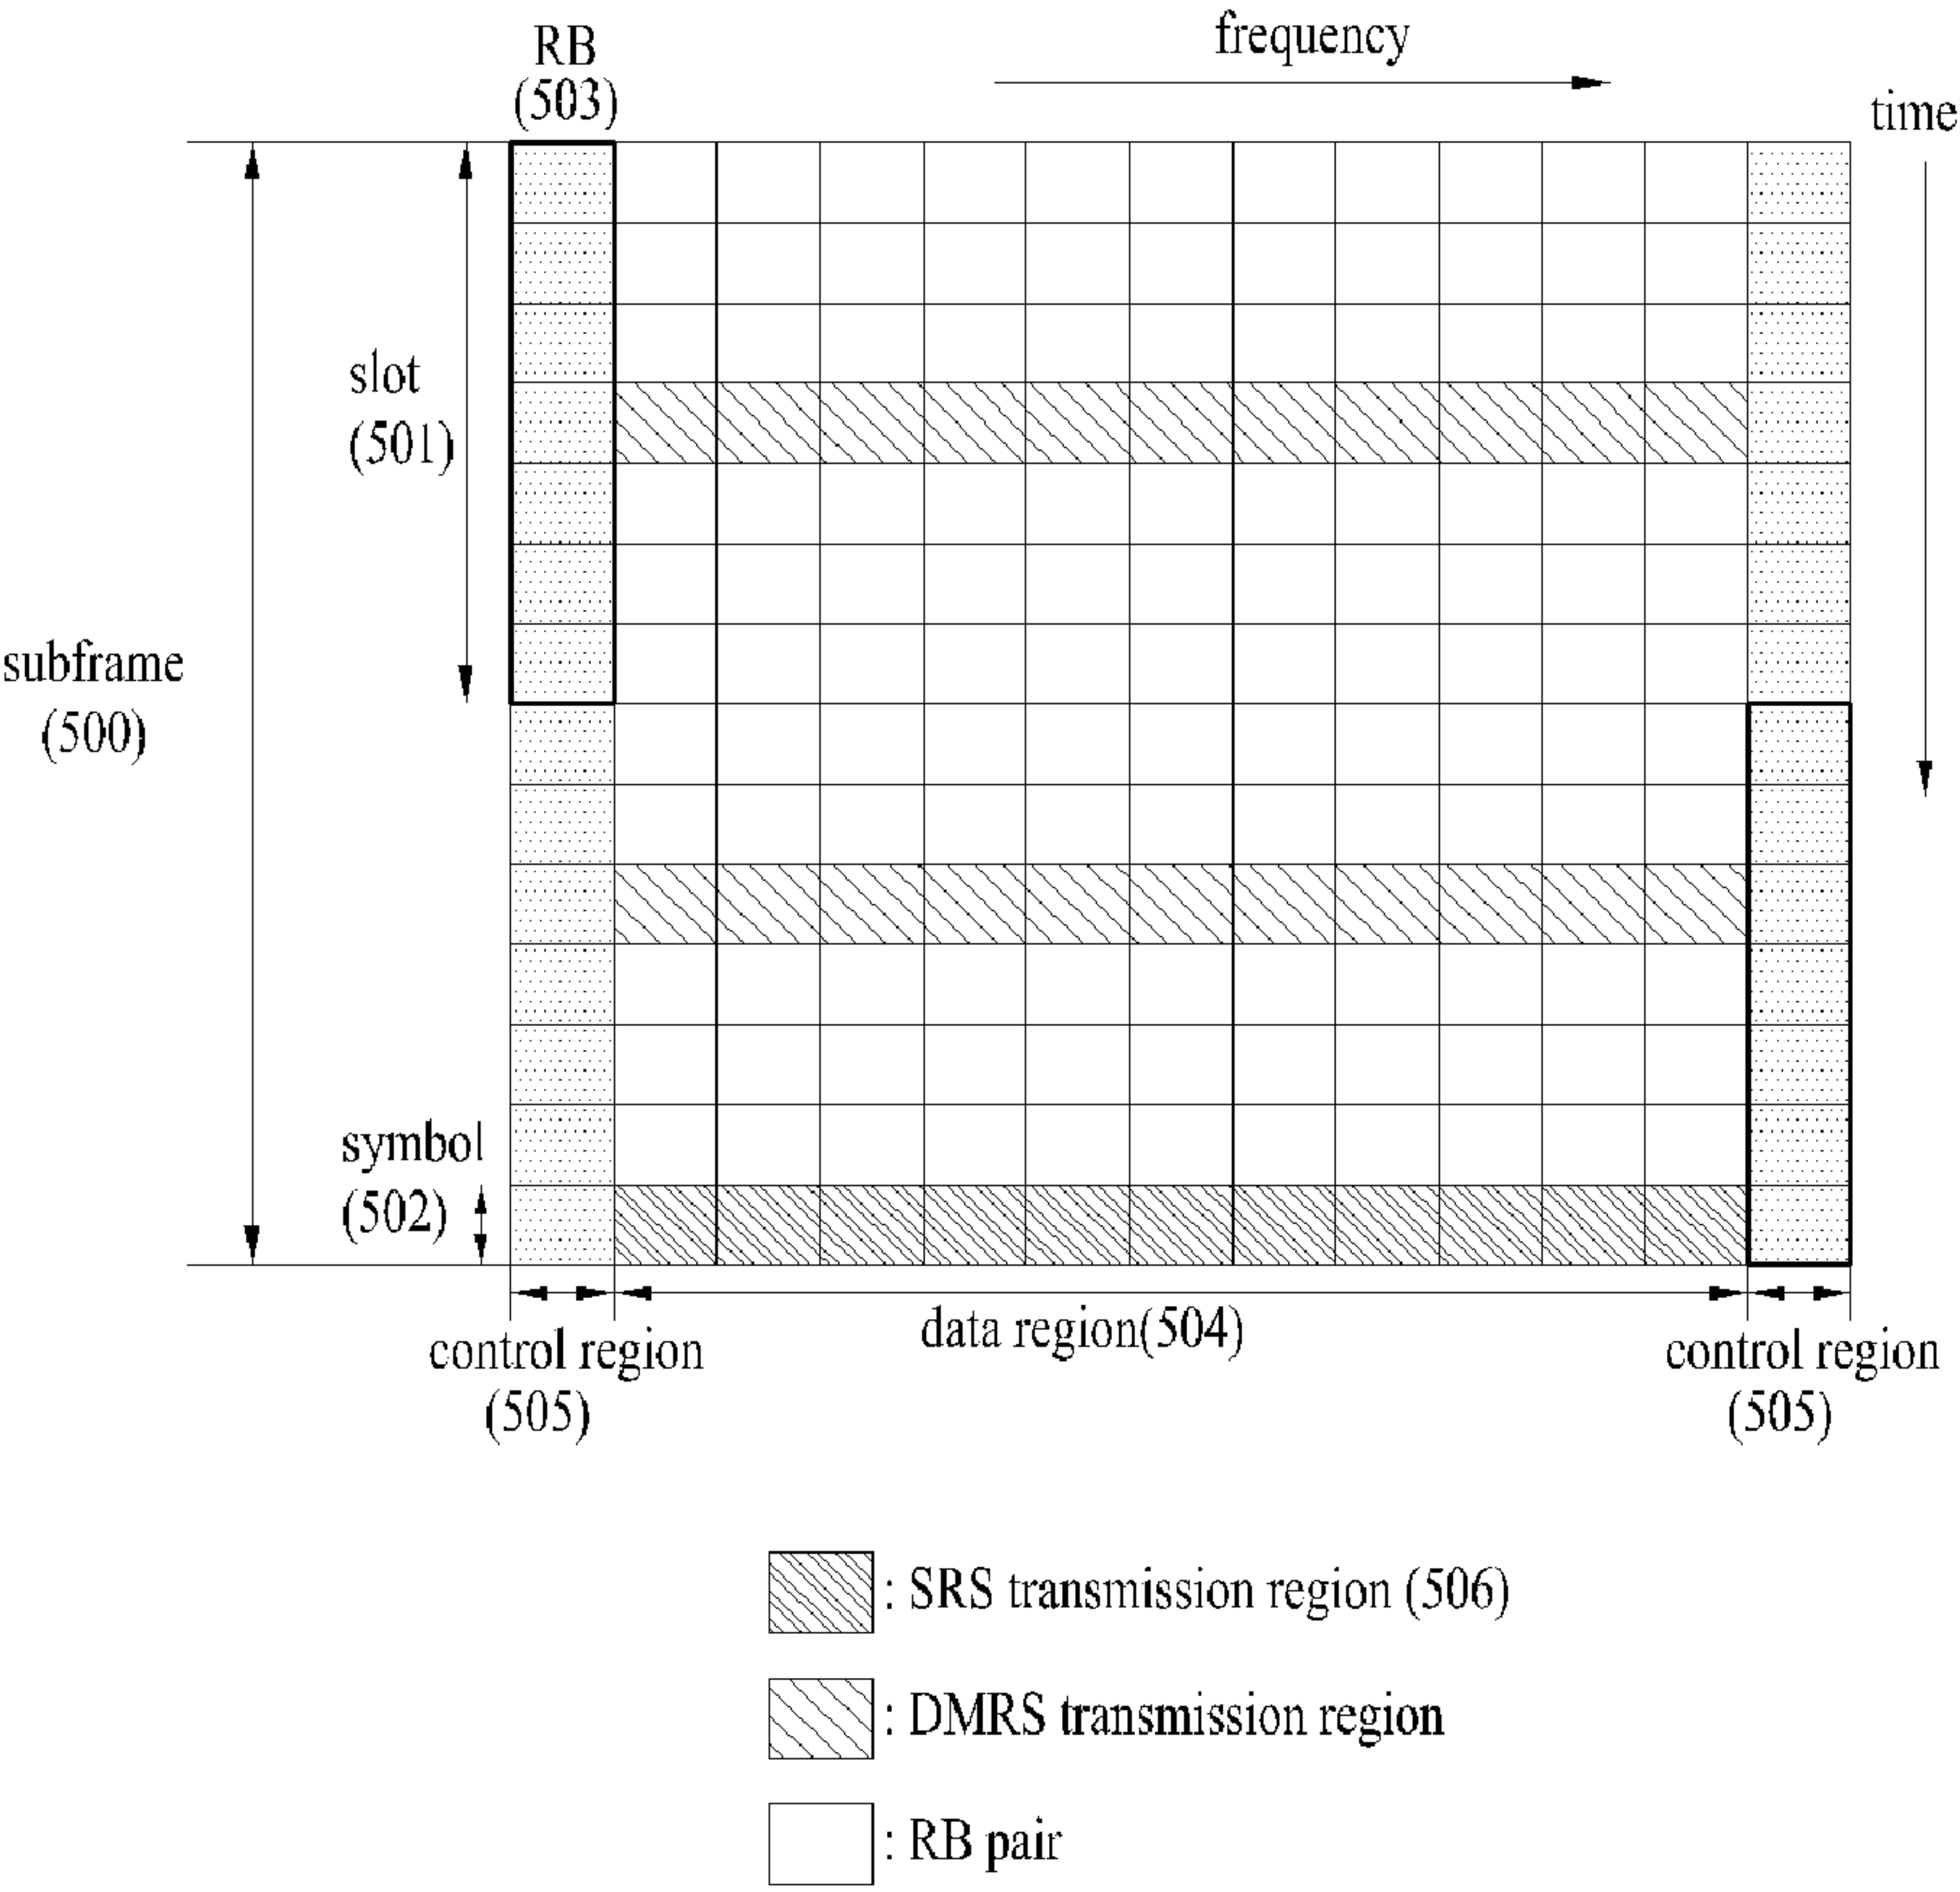 RB
(503)
frequency
time
slot
(501)
subframe
(500)
symbol
(502)
control region
(505)
data region(504)
control region
(505)
: SRS transmission region (506)
: DMRS transmission region
: RB pair